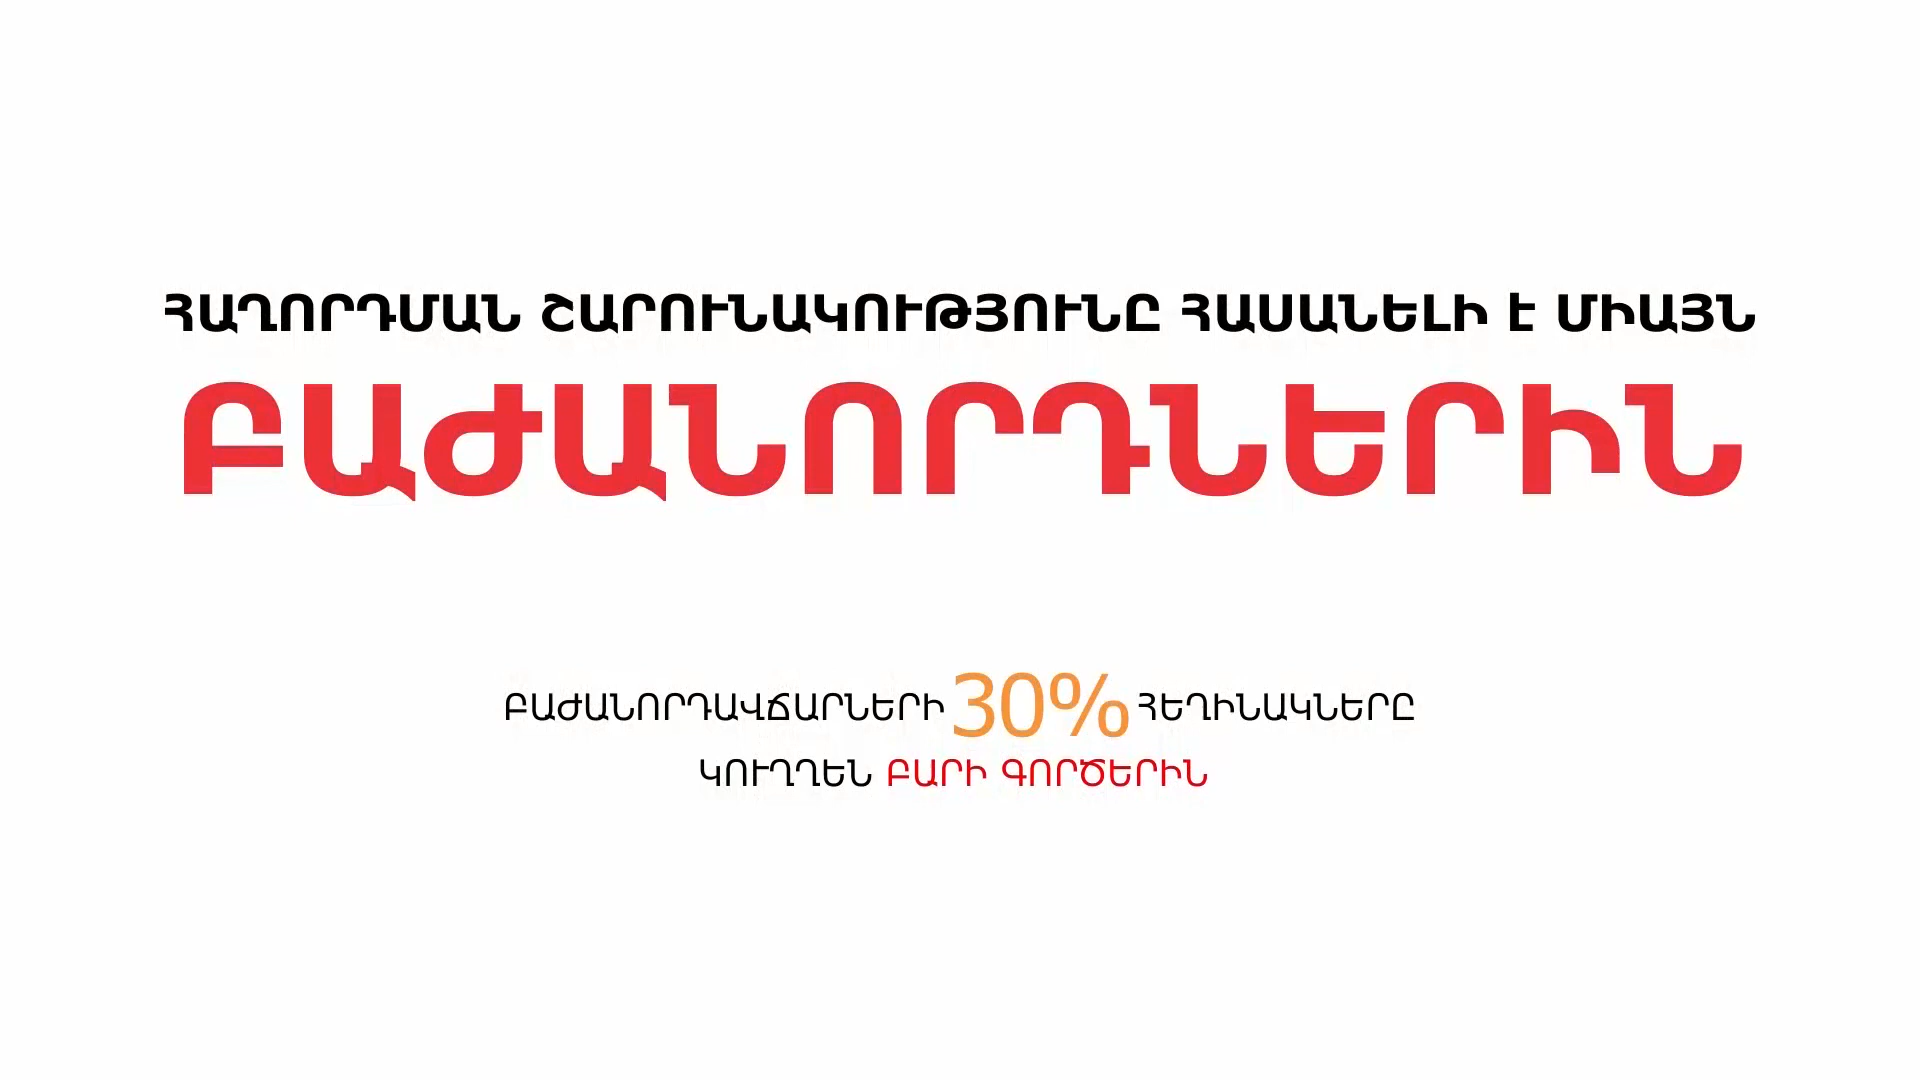 ՀԱՂՈՐԴՄԱՆ ՇԱՐՈՒՆԱԿՈՒԹՅՈՒՆԸ ՀԱՍԱՆԵԼԻ Է ՄԻԱՅՆ
ԲԱԺԱՆՈՐԴՆԵՐԻՆ
ԲԱԺԱՆՈՐԴԱՎՃԱՐՆԵՐԻ 30% ՀԵՂԻՆԱԿՆԵՐԸ
ԿՈՒՂՂԵՆ ԲԱՐԻ ԳՈՐԾԵՐԻՆ